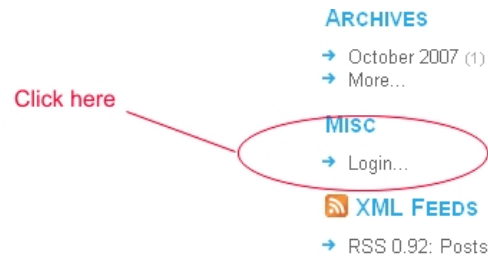 ARCHIVES
October 2007 (1)
More...
Click here
MISC
Login...
XML FEEDS
RSS 0.92: Posts